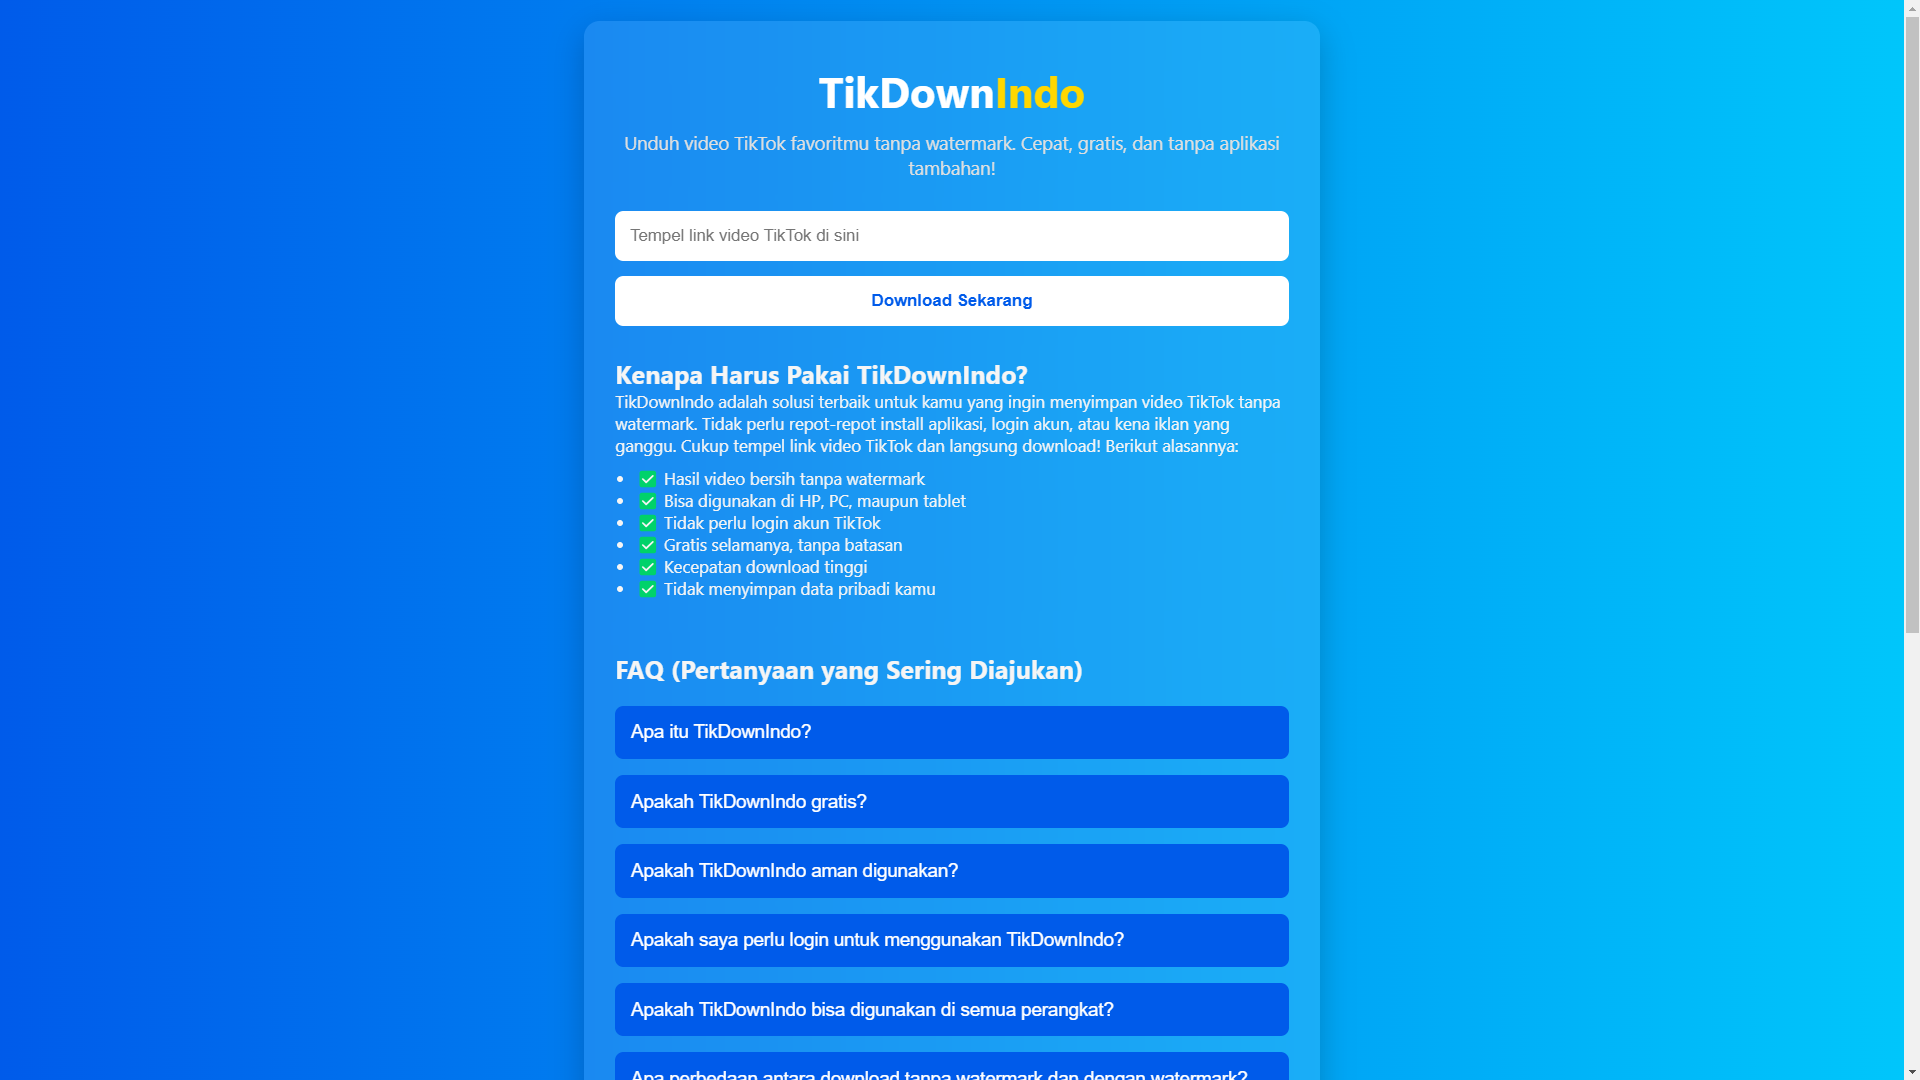 TikDownIndo
Unduh video TikTok favoritmu tanpa watermark. Cepat, gratis, dan tanpa aplikasi
tambahan!
Tempel link video TikTok di sini
Download Sekarang
Kenapa Harus Pakai TikDownIndo?
TikDownIndo adalah solusi terbaik untuk kamu yang ingin menyimpan video TikTok tanpa
watermark. Tidak perlu repot-repot install aplikasi, login akun, atau kena iklan yang
ganggu. Cukup tempel link video TikTok dan langsung download! Berikut alasannya:
• ✅ Hasil video bersih tanpa watermark
• ✅ Bisa digunakan di HP, PC, maupun tablet
• ✅ Tidak perlu login akun TikTok
• ✅ Gratis selamanya, tanpa batasan
• ✅ Kecepatan download tinggi
• ✅ Tidak menyimpan data pribadi kamu
FAQ (Pertanyaan yang Sering Diajukan)
Apa itu TikDownIndo?
Apakah TikDownIndo gratis?
Apakah TikDownIndo aman digunakan?
Apakah saya perlu login untuk menggunakan TikDownIndo?
Apakah TikDownIndo bisa digunakan di semua perangkat?
Apa perbedaan antara download tanpa watermark dan dengan watermark?